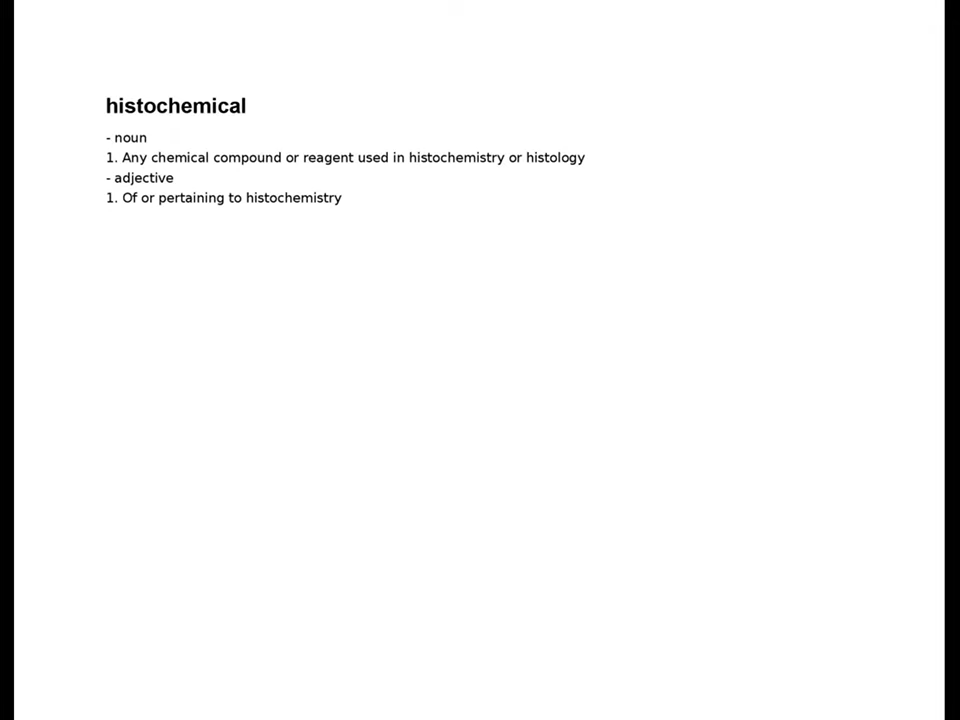 histochemical
- noun
1. Any chemical compound or reagent used in histochemistry or histology
- adjective
1. Of or pertaining to histochemistry